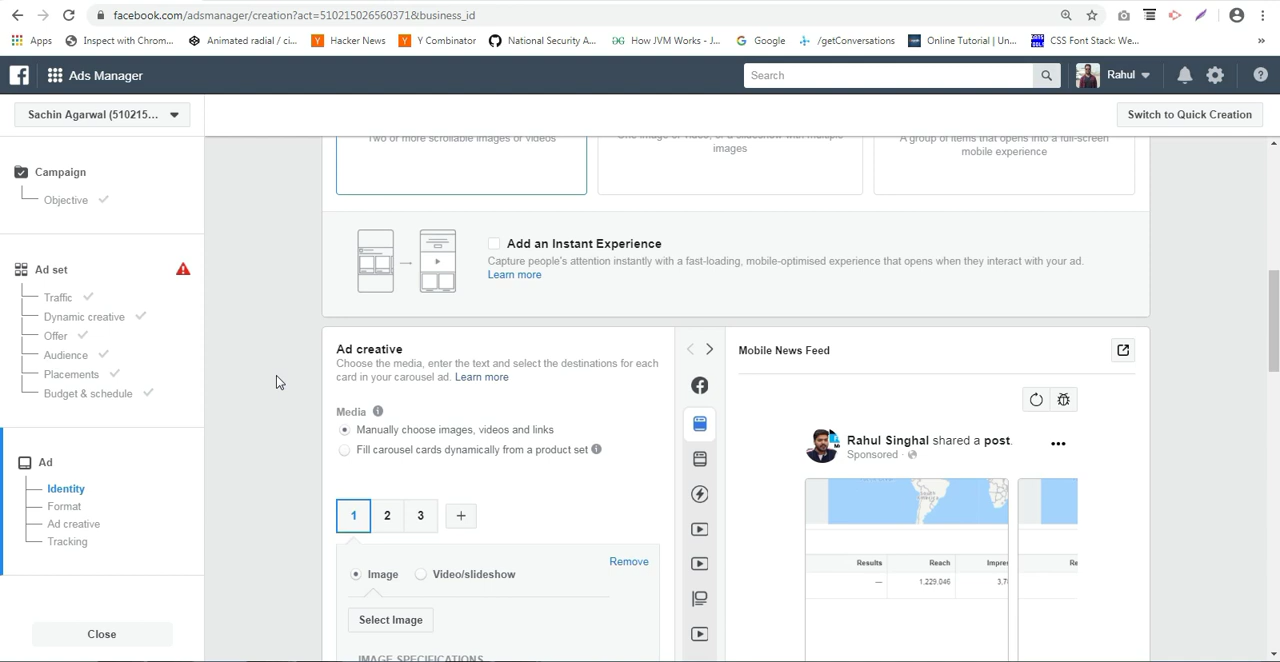 facebook.com/adsmanager/creation?act=510215026560371&business_id
Apps Inspect with Chrom... Animated radial / ci... Hacker News Y Combinator National Security A... How JVM Works - J... Google /getConversations Online Tutorial | Un... CSS Font Stack: We... »
Ads Manager Search Rahul
Sachin Agarwal (510215... Switch to Quick Creation
Two or more scrollable images or videos
One image or video, or a slideshow with multiple
images
A group of items that opens into a full-screen
mobile experience
Campaign
Objective
Add an Instant Experience
Capture people's attention instantly with a fast-loading, mobile-optimised experience that opens when they interact with your ad.
Learn more
Ad set
Traffic
Dynamic creative
Offer
Audience
Placements
Budget & schedule
Ad
Identity
Format
Ad creative
Tracking
Close
Ad creative
Choose the media, enter the text and select the destinations for each
card in your carousel ad. Learn more
Media
Manually choose images, videos and links
Fill carousel cards dynamically from a product set
1 2 3 +
Remove
Image Video/slideshow
Select Image
IMAGE SPECIFICATIONS
Mobile News Feed
Rahul Singhal shared a post.
Sponsored ·
Results Reach Impres Re
— 1,229,046 3,7